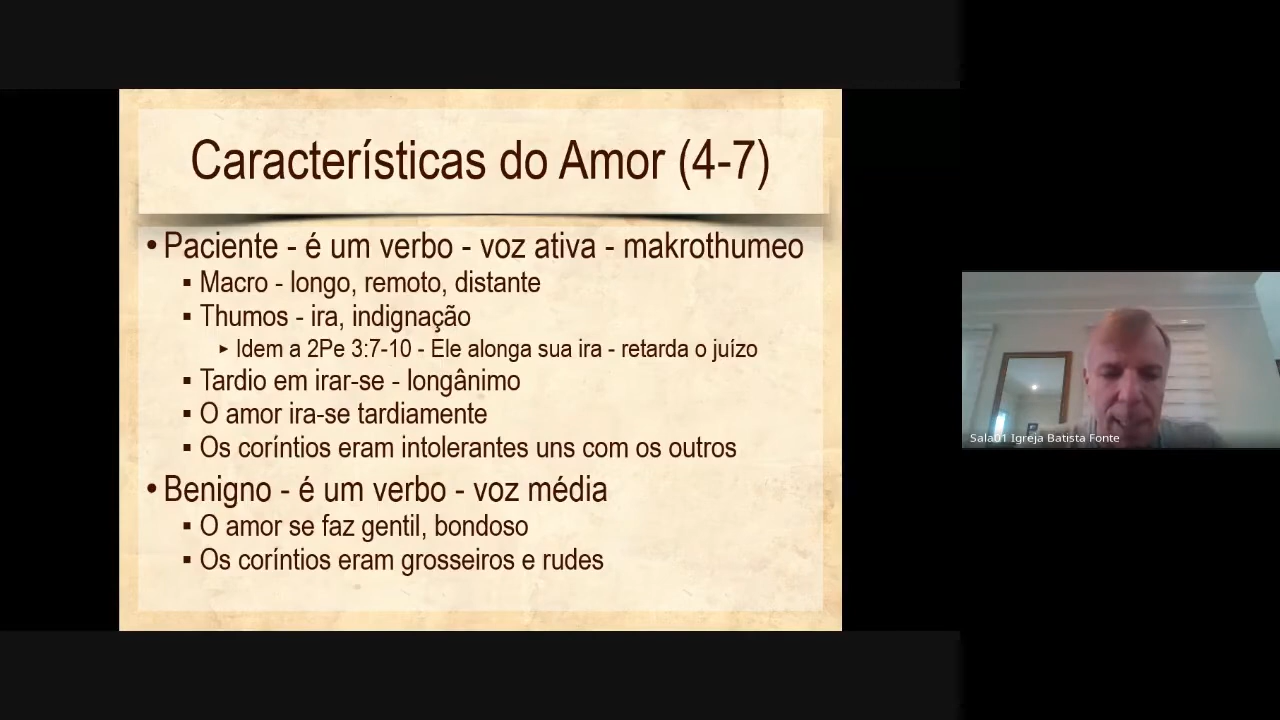 Características do Amor (4-7)
• Paciente - é um verbo - voz ativa - makrothumeo
▪ Macro - longo, remoto, distante
▪ Thumos - ira, indignação
▸ Idem a 2Pe 3:7-10 - Ele alonga sua ira - retarda o juízo
▪ Tardio em irar-se - longânimo
▪ O amor ira-se tardiamente
▪ Os coríntios eram intolerantes uns com os outros
• Benigno - é um verbo - voz média
▪ O amor se faz gentil, bondoso
▪ Os coríntios eram grosseiros e rudes
Sala01 Igreja Batista Fonte